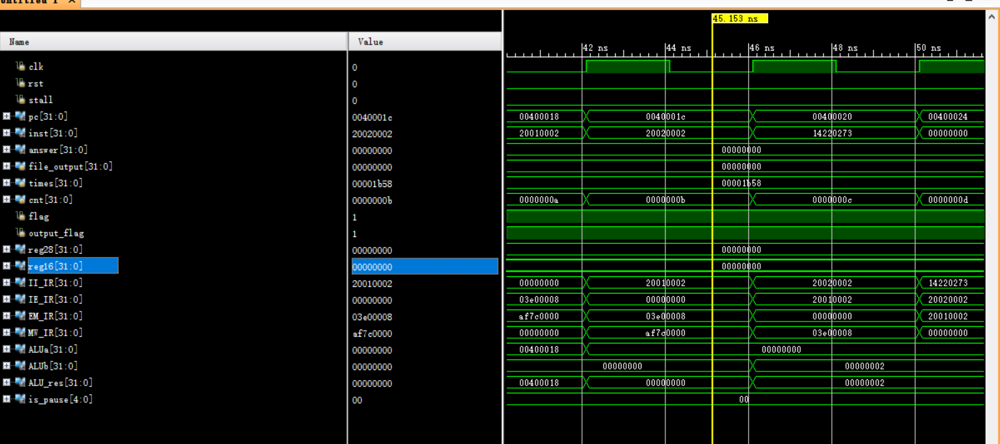 Untitled 1 ×
45.153 ns
Name Value
42 ns 44 ns 46 ns 48 ns 50 ns
clk 0
rst 0
stall 0
pc[31:0] 0040001c 00400018 0040001c 00400020 00400024
inst[31:0] 20020002 20010002 20020002 14220273 00000000
answer[31:0] 00000000 00000000
file_output[31:0] 00000000 00000000
times[31:0] 00001b58 00001b58
cnt[31:0] 0000000b 0000000a 0000000b 0000000c 0000000d
flag 1
output_flag 1
reg28[31:0] 00000000 00000000
reg16[31:0] 00000000 00000000
II_IR[31:0] 20010002 00000000 20010002 20020002 14220273
IE_IR[31:0] 00000000 03e00008 00000000 20010002 20020002
EM_IR[31:0] 03e00008 af7c0000 03e00008 00000000 20010002
MW_IR[31:0] af7c0000 00000000 af7c0000 03e00008 00000000
ALUa[31:0] 00000000 00400018 00000000
ALUb[31:0] 00000000 00000000 00000002
ALU_res[31:0] 00000000 00400018 00000000 00000002
is_pause[4:0] 00 00